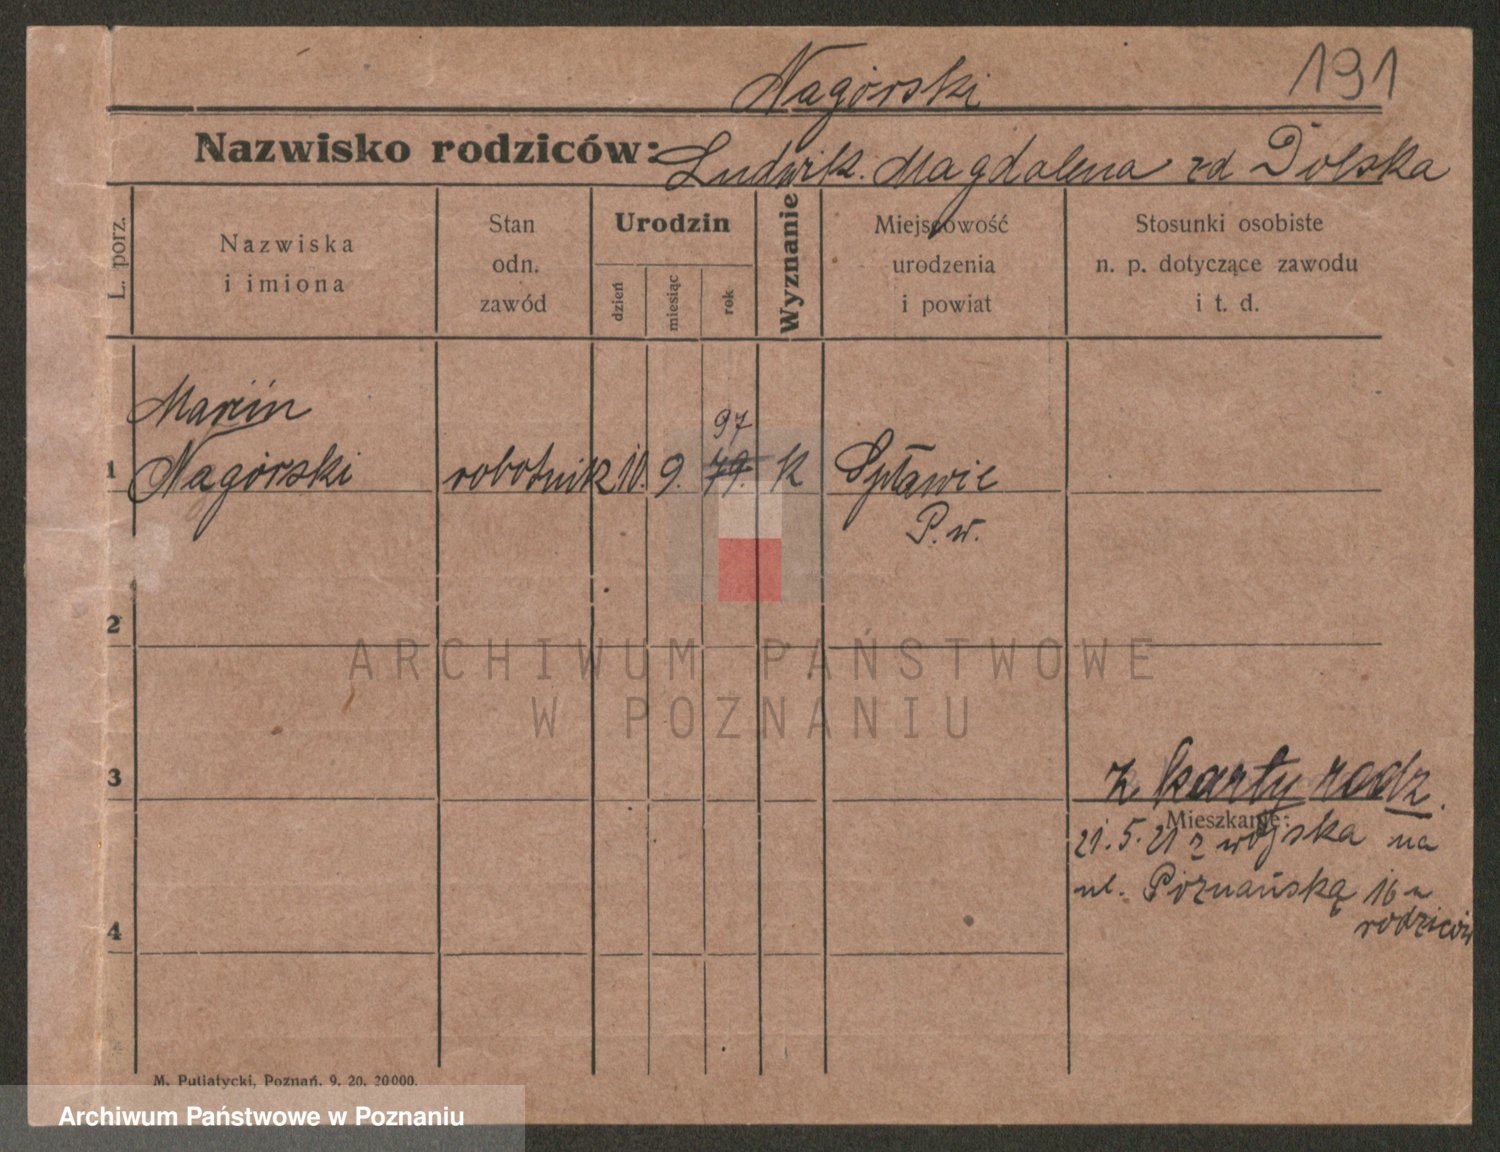 Nagórski 191
Nazwisko rodziców: Ludwik. Magdalena zd Dolska
L. porz.
Nazwiska
i imiona
Stan
odn.
zawód
Urodzin
dzień
miesiąc
rok
Wyznanie
Miejscowość
urodzenia
i powiat
Stosunki osobiste
n. p. dotyczące zawodu
i t. d.
Marcin
97
1 Nagórski robotnik 10. 9. 79. k Spławie
P. w.
2
ARCHIWUM PAŃSTWOWE
W POZNANIU
3
z karty rodz.
Mieszkanie:
21. 5. 21 z wojska na
ul. Poznańską 16 u
rodziców
4
M. Putiatycki, Poznań. 9. 20. 20000.
Archiwum Państwowe w Poznaniu